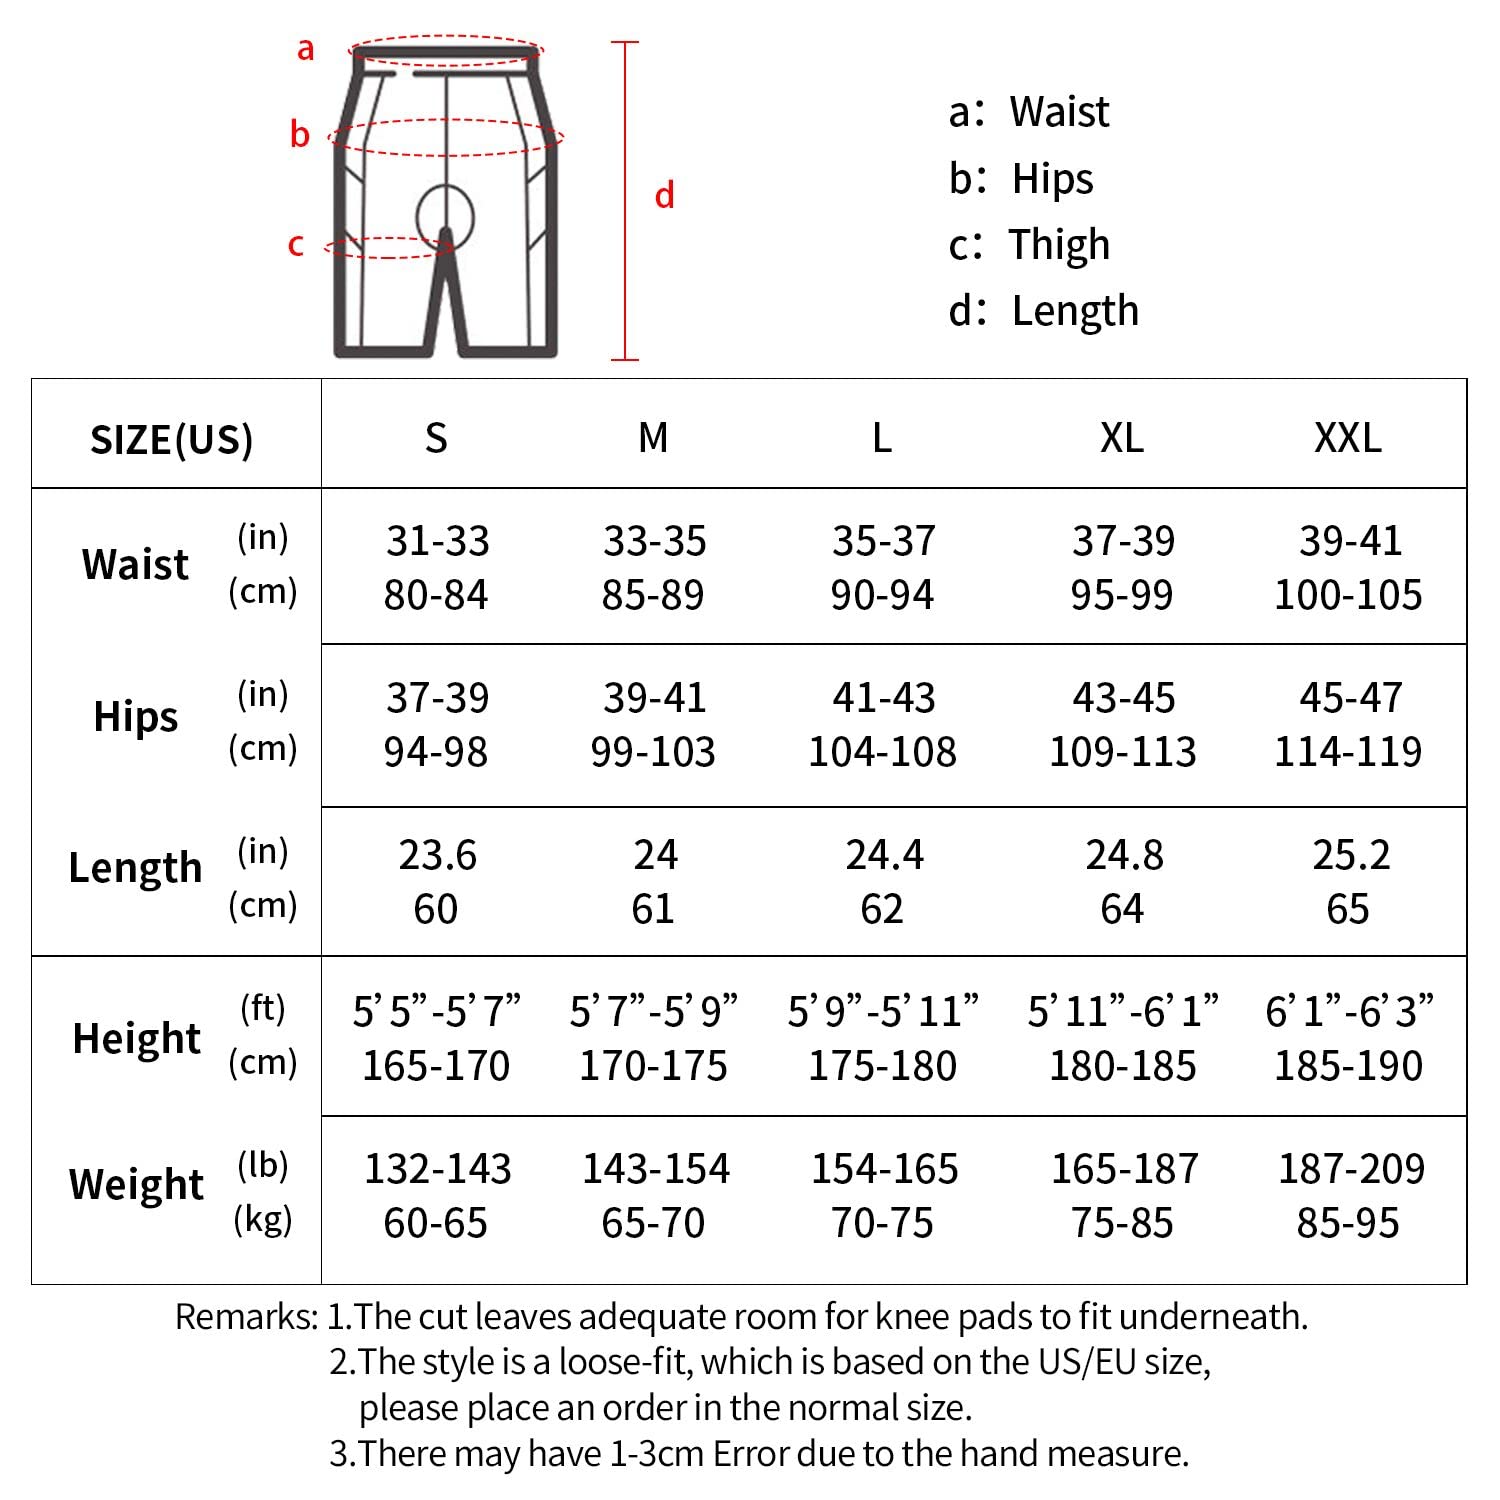 a
b
c
d
a: Waist
b: Hips
c: Thigh
d: Length
SIZE(US) S M L XL XXL
Waist (in) 31-33 33-35 35-37 37-39 39-41
(cm) 80-84 85-89 90-94 95-99 100-105
Hips (in) 37-39 39-41 41-43 43-45 45-47
(cm) 94-98 99-103 104-108 109-113 114-119
Length (in) 23.6 24 24.4 24.8 25.2
(cm) 60 61 62 64 65
Height (ft) 5’5”-5’7” 5’7”-5’9” 5’9”-5’11” 5’11”-6’1” 6’1”-6’3”
(cm) 165-170 170-175 175-180 180-185 185-190
Weight (lb) 132-143 143-154 154-165 165-187 187-209
(kg) 60-65 65-70 70-75 75-85 85-95
Remarks: 1.The cut leaves adequate room for knee pads to fit underneath.
2.The style is a loose-fit, which is based on the US/EU size,
please place an order in the normal size.
3.There may have 1-3cm Error due to the hand measure.